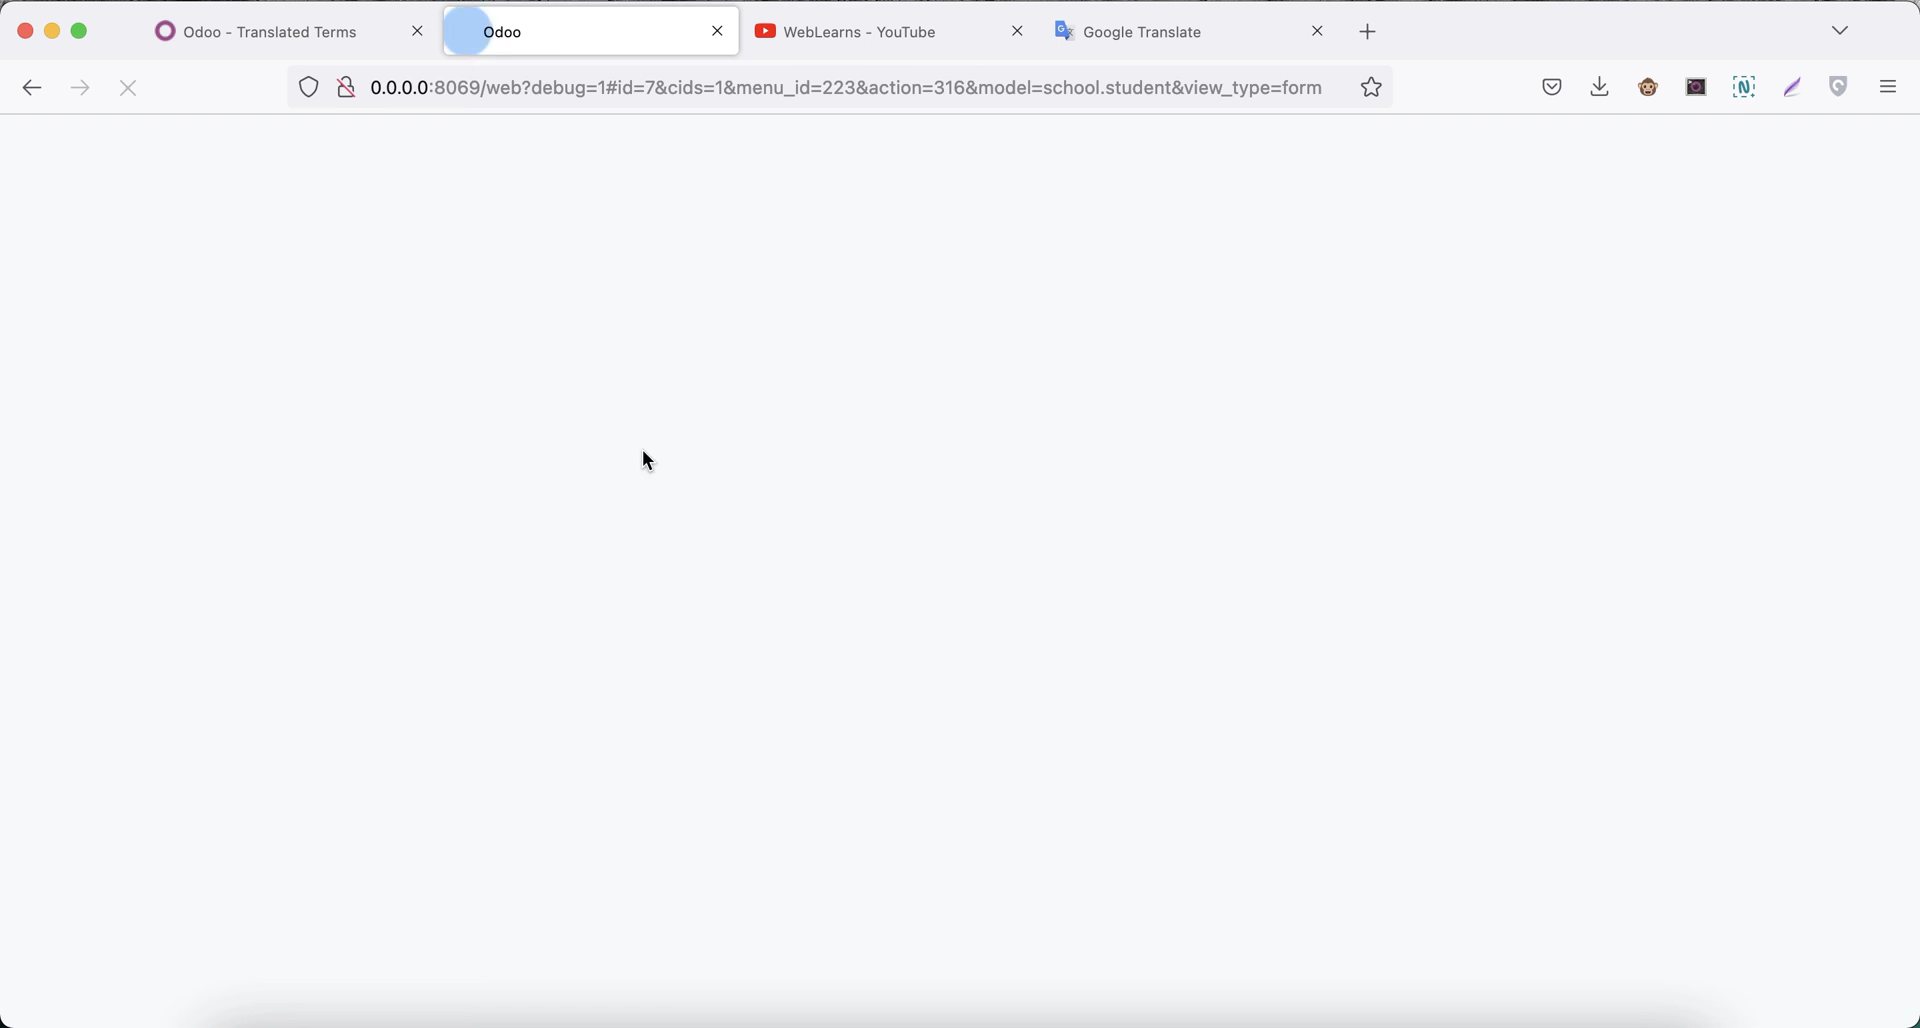 Odoo - Translated Terms
Odoo
WebLearns - YouTube
Google Translate
0.0.0.0:8069/web?debug=1#id=7&cids=1&menu_id=223&action=316&model=school.student&view_type=form